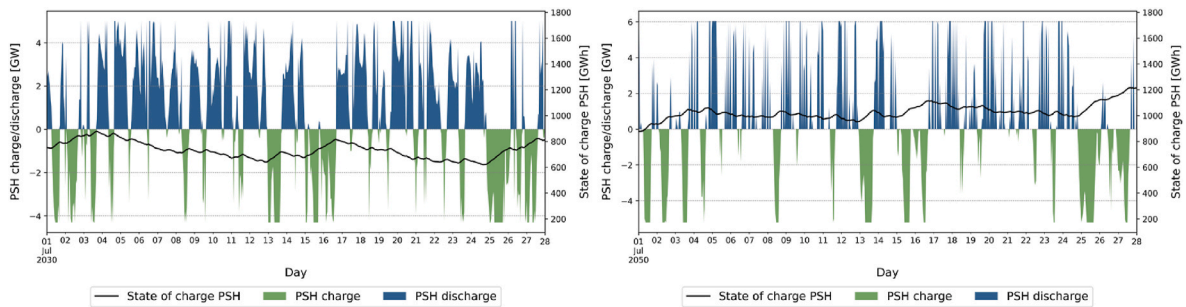 PSH charge/discharge [GW]
4
2
0
−2
−4
1800
1600
1400
1200
1000
800
600
400
200
State of charge PSH [GWh]
01 02 03 04 05 06 07 08 09 10 11 12 13 14 15 16 17 18 19 20 21 22 23 24 25 26 27 28
Jul
2030
Day
State of charge PSH PSH charge PSH discharge
PSH charge/discharge [GW]
6
4
2
0
−2
−4
1800
1600
1400
1200
1000
800
600
400
200
State of charge PSH [GWh]
01 02 03 04 05 06 07 08 09 10 11 12 13 14 15 16 17 18 19 20 21 22 23 24 25 26 27 28
Jul
2050
Day
State of charge PSH PSH charge PSH discharge